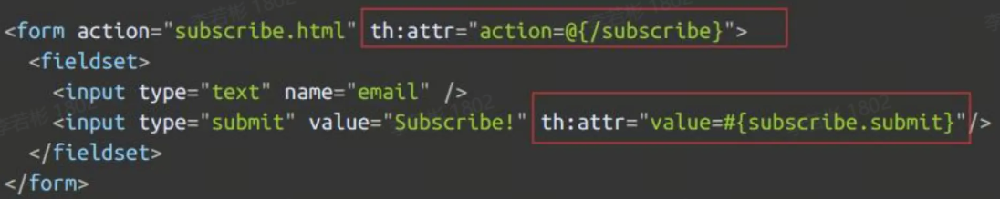 <form action="subscribe.html" th:attr="action=@{/subscribe}">
  <fieldset>
    <input type="text" name="email" />
    <input type="submit" value="Subscribe!" th:attr="value=#{subscribe.submit}"/>
  </fieldset>
</form>